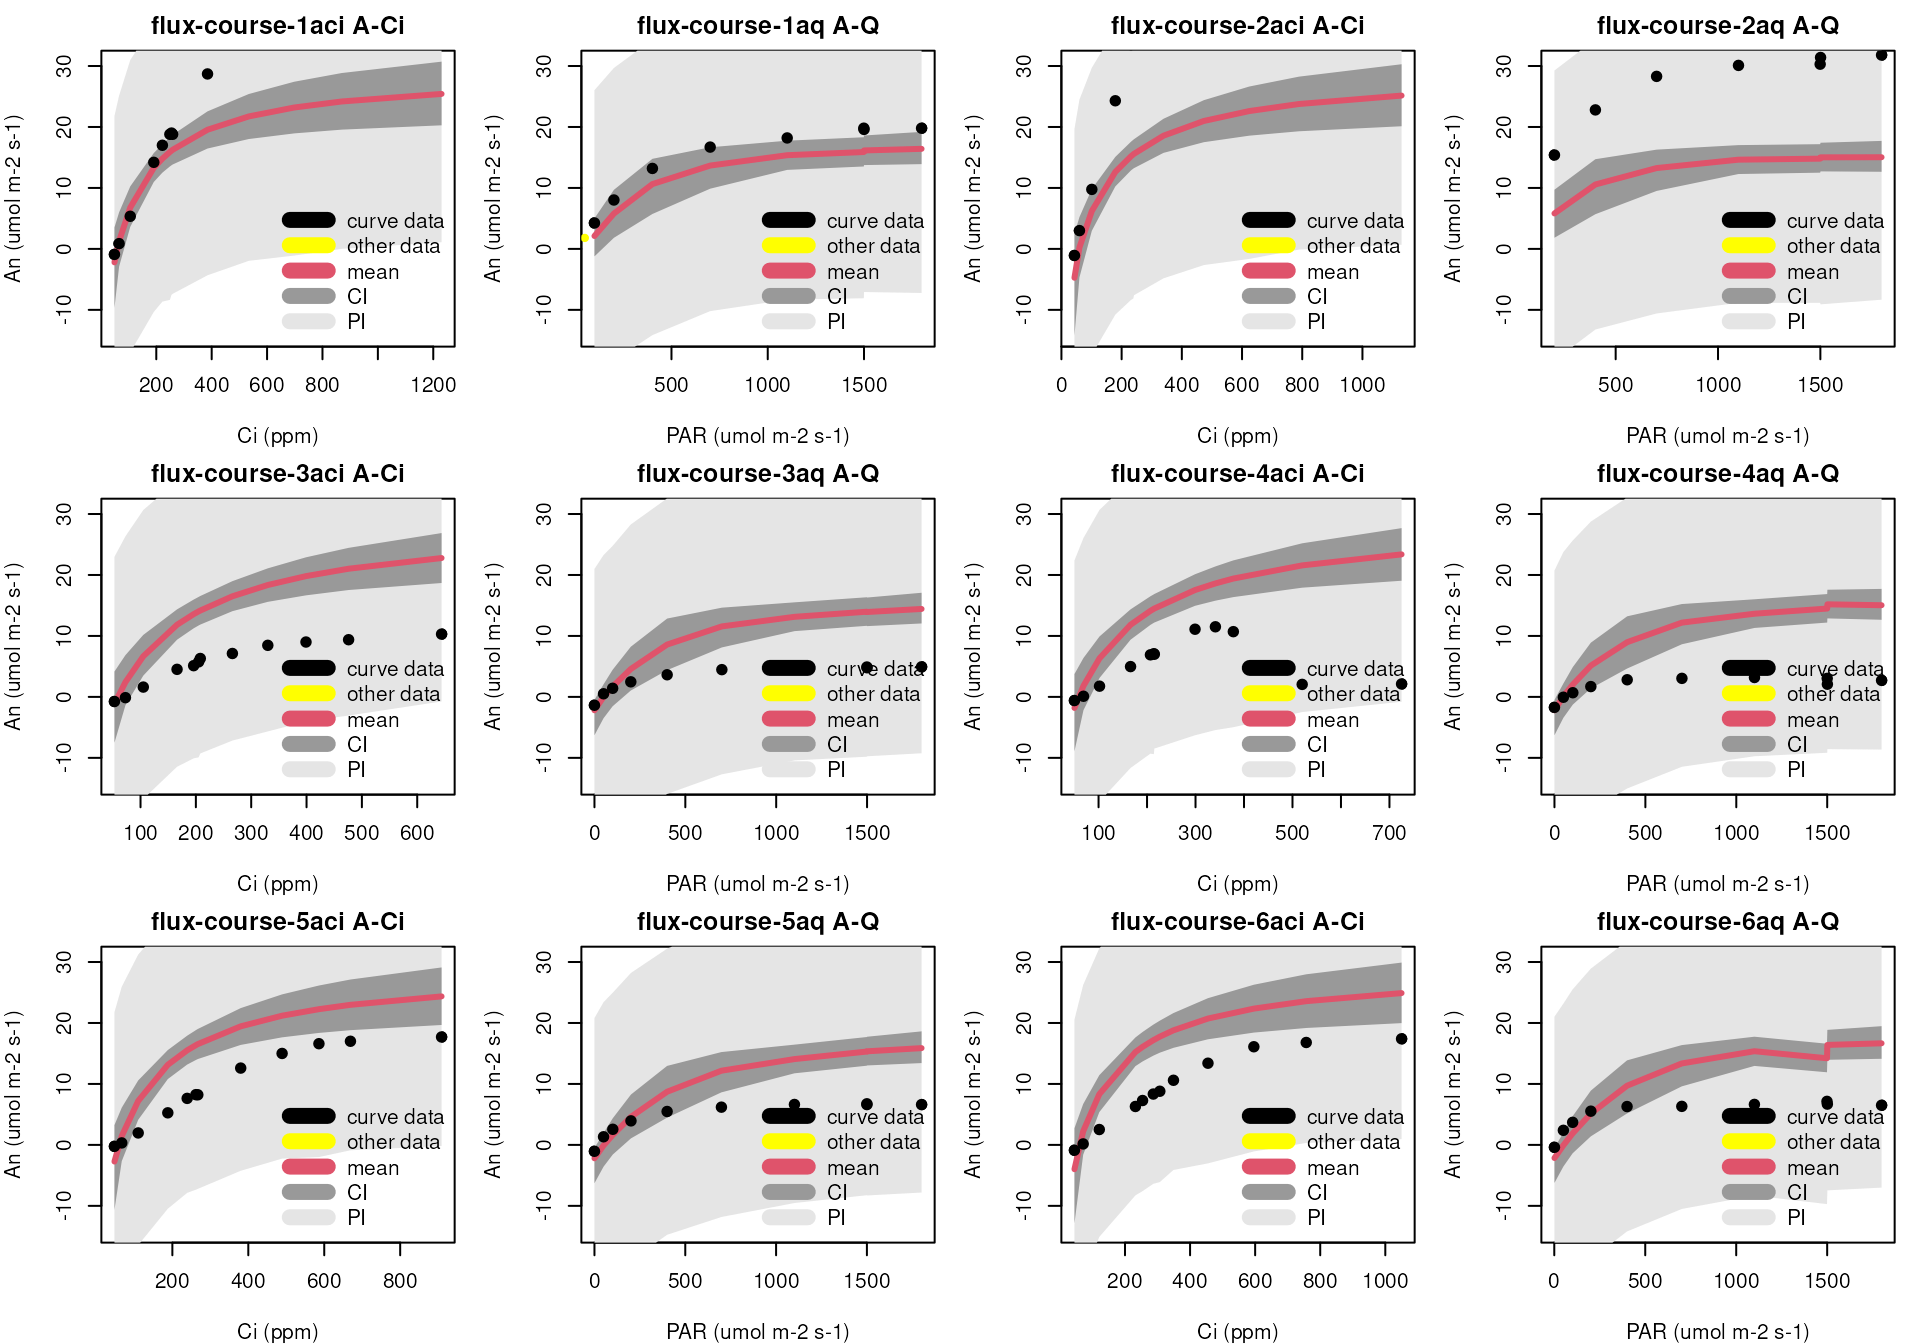 flux-course-1aci A-Ci
An (umol m-2 s-1)
-10 0 10 20 30
curve data
other data
mean
CI
PI
200 400 600 800 1200
Ci (ppm)
flux-course-1aq A-Q
An (umol m-2 s-1)
-10 0 10 20 30
curve data
other data
mean
CI
PI
500 1000 1500
PAR (umol m-2 s-1)
flux-course-2aci A-Ci
An (umol m-2 s-1)
-10 0 10 20 30
curve data
other data
mean
CI
PI
0 200 400 600 800 1000
Ci (ppm)
flux-course-2aq A-Q
An (umol m-2 s-1)
-10 0 10 20 30
curve data
other data
mean
CI
PI
500 1000 1500
PAR (umol m-2 s-1)
flux-course-3aci A-Ci
An (umol m-2 s-1)
-10 0 10 20 30
curve data
other data
mean
CI
PI
100 200 300 400 500 600
Ci (ppm)
flux-course-3aq A-Q
An (umol m-2 s-1)
-10 0 10 20 30
curve data
other data
mean
CI
PI
0 500 1000 1500
PAR (umol m-2 s-1)
flux-course-4aci A-Ci
An (umol m-2 s-1)
-10 0 10 20 30
curve data
other data
mean
CI
PI
100 300 500 700
Ci (ppm)
flux-course-4aq A-Q
An (umol m-2 s-1)
-10 0 10 20 30
curve data
other data
mean
CI
PI
0 500 1000 1500
PAR (umol m-2 s-1)
flux-course-5aci A-Ci
An (umol m-2 s-1)
-10 0 10 20 30
curve data
other data
mean
CI
PI
200 400 600 800
Ci (ppm)
flux-course-5aq A-Q
An (umol m-2 s-1)
-10 0 10 20 30
curve data
other data
mean
CI
PI
0 500 1000 1500
PAR (umol m-2 s-1)
flux-course-6aci A-Ci
An (umol m-2 s-1)
-10 0 10 20 30
curve data
other data
mean
CI
PI
200 400 600 800 1000
Ci (ppm)
flux-course-6aq A-Q
An (umol m-2 s-1)
-10 0 10 20 30
curve data
other data
mean
CI
PI
0 500 1000 1500
PAR (umol m-2 s-1)